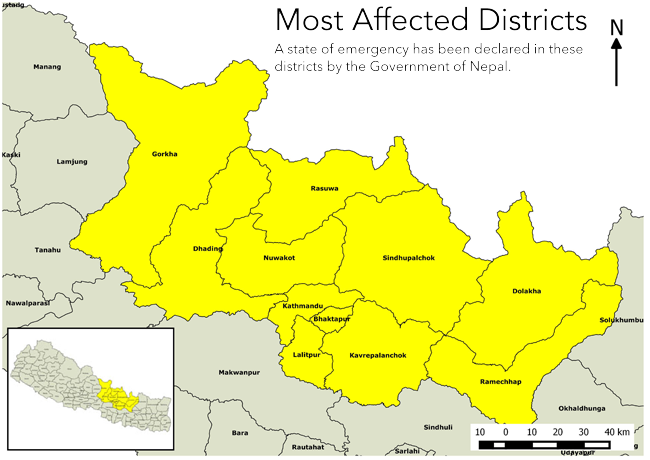 Most Affected Districts
A state of emergency has been declared in these
districts by the Government of Nepal.
N
Manang
Kaski
Lamjung
Gorkha
Rasuwa
Tanahu
Dhading
Nuwakot
Sindhupalchok
Dolakha
Nawalparasi
Kathmandu
Bhaktapur
Solukhumbu
Lalitpur
Kavrepalanchok
Makwanpur
Ramechhap
Okhaldhunga
Bara
Rautahat
Sindhuli
Sarlahi
Udayapur
10 0 10 20 30 40 km